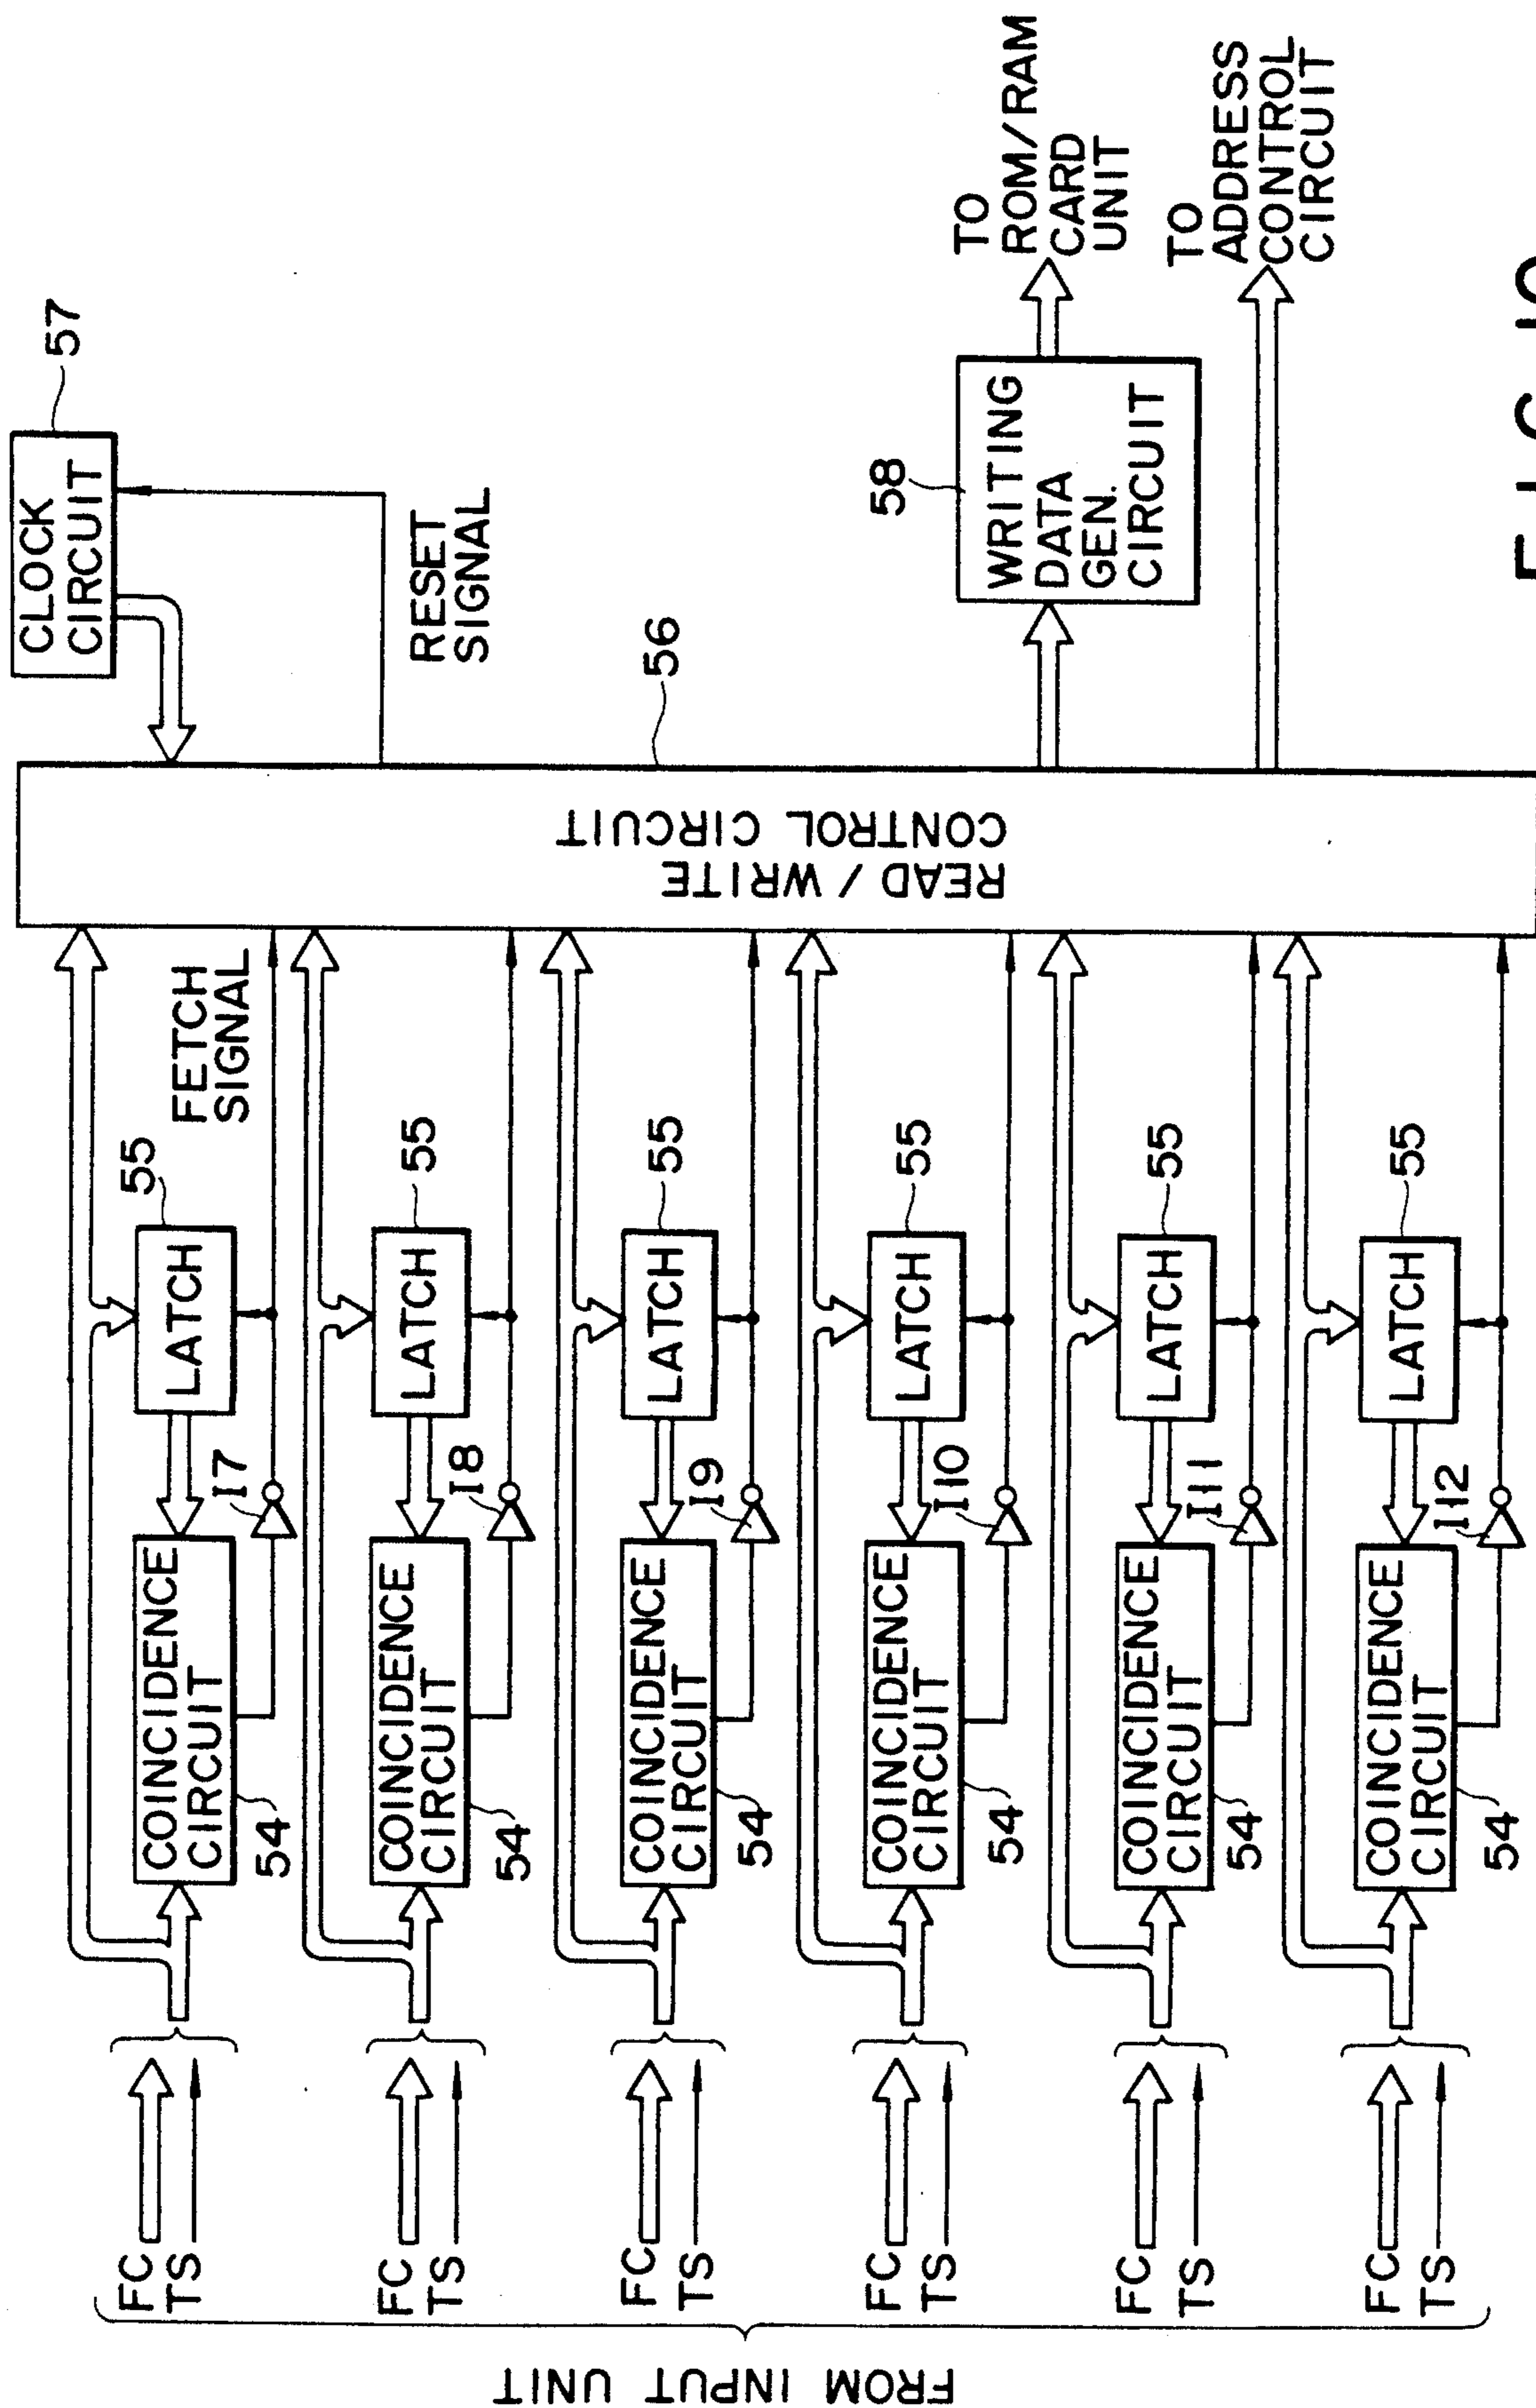 FROM INPUT UNIT
FC
TS
FC
TS
FC
TS
FC
TS
FC
TS
FC
TS
COINCIDENCE
CIRCUIT
54
LATCH
55
I7
FETCH
SIGNAL
COINCIDENCE
CIRCUIT
54
LATCH
55
I8
COINCIDENCE
CIRCUIT
54
LATCH
55
I9
COINCIDENCE
CIRCUIT
54
LATCH
55
I10
COINCIDENCE
CIRCUIT
54
LATCH
55
I11
COINCIDENCE
CIRCUIT
54
LATCH
55
I12
READ / WRITE
CONTROL CIRCUIT
56
CLOCK
CIRCUIT
57
RESET
SIGNAL
58
WRITING
DATA
GEN.
CIRCUIT
TO
ROM/RAM
CARD
UNIT
TO
ADDRESS
CONTROL
CIRCUIT